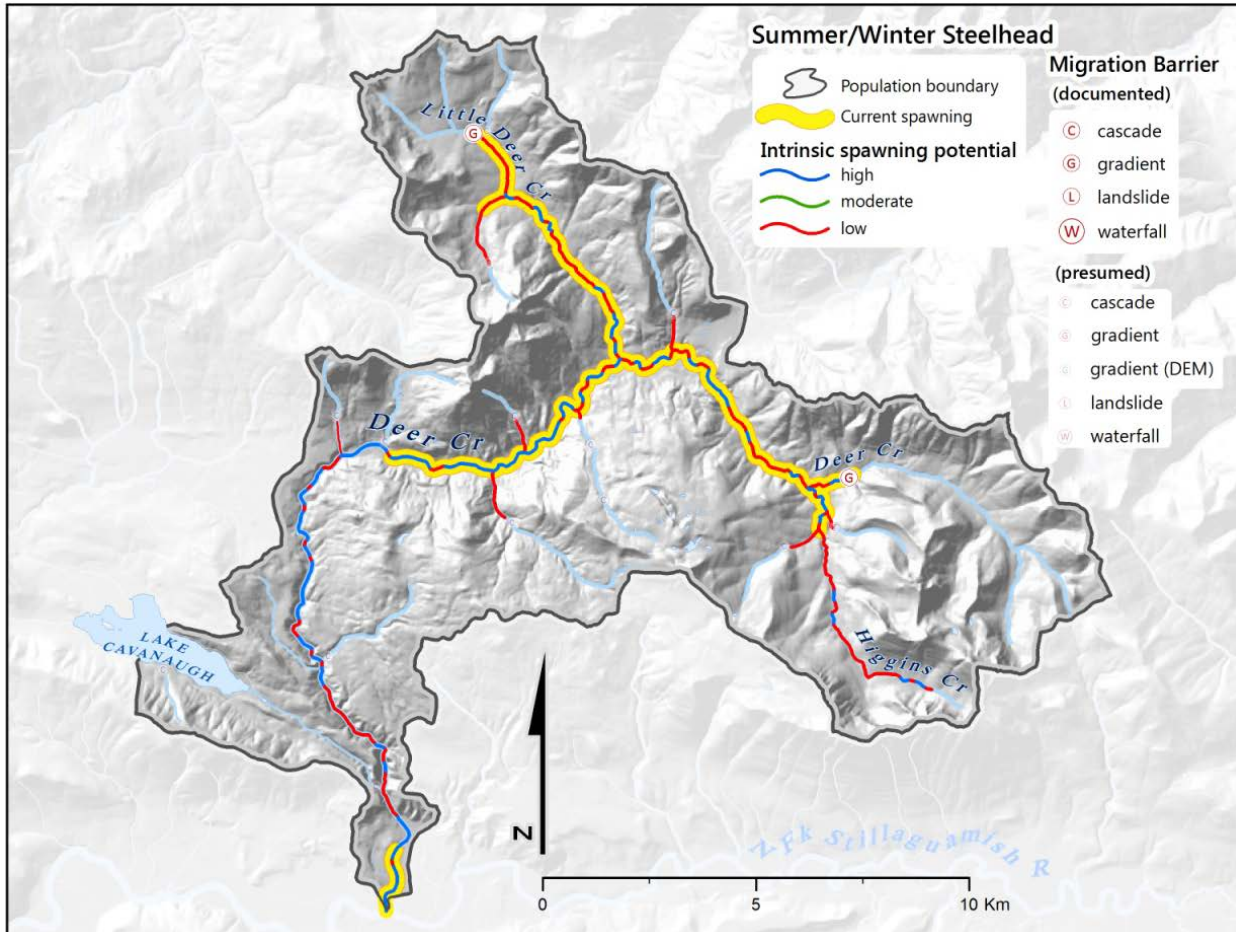 Summer/Winter Steelhead
Population boundary
Current spawning
Intrinsic spawning potential
high
moderate
low
Migration Barrier
(documented)
C cascade
G gradient
L landslide
W waterfall
(presumed)
C cascade
G gradient
G gradient (DEM)
L landslide
W waterfall
Little Deer Cr
G
Deer Cr
Deer Cr
G
LAKE
CAVANAUGH
Higgins Cr
N
N Fk Stillaguamish R
0 5 10 Km